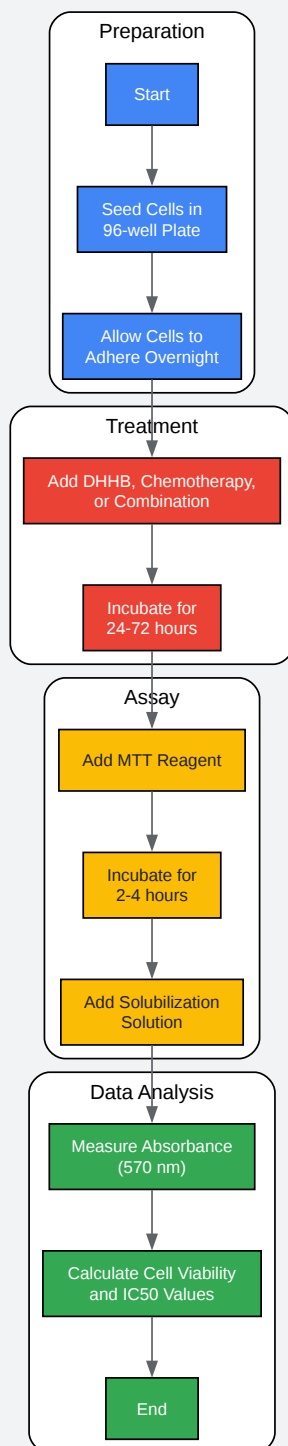 Preparation
Start
Seed Cells in
96-well Plate
Allow Cells to
Adhere Overnight
Treatment
Add DHHB, Chemotherapy,
or Combination
Incubate for
24-72 hours
Assay
Add MTT Reagent
Incubate for
2-4 hours
Add Solubilization
Solution
Data Analysis
Measure Absorbance
(570 nm)
Calculate Cell Viability
and IC50 Values
End